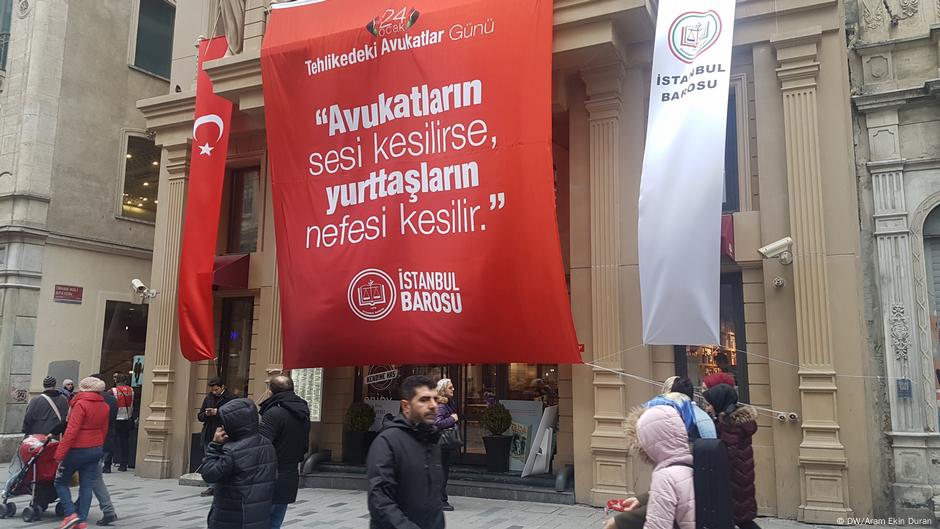 24
ocak
Tehlikedeki Avukatlar Günü
“Avukatların
sesi kesilirse,
yurttaşların
nefesi kesilir.”
İSTANBUL
BAROSU
İSTANBUL
BAROSU
© DW/Aram Ekin Duran